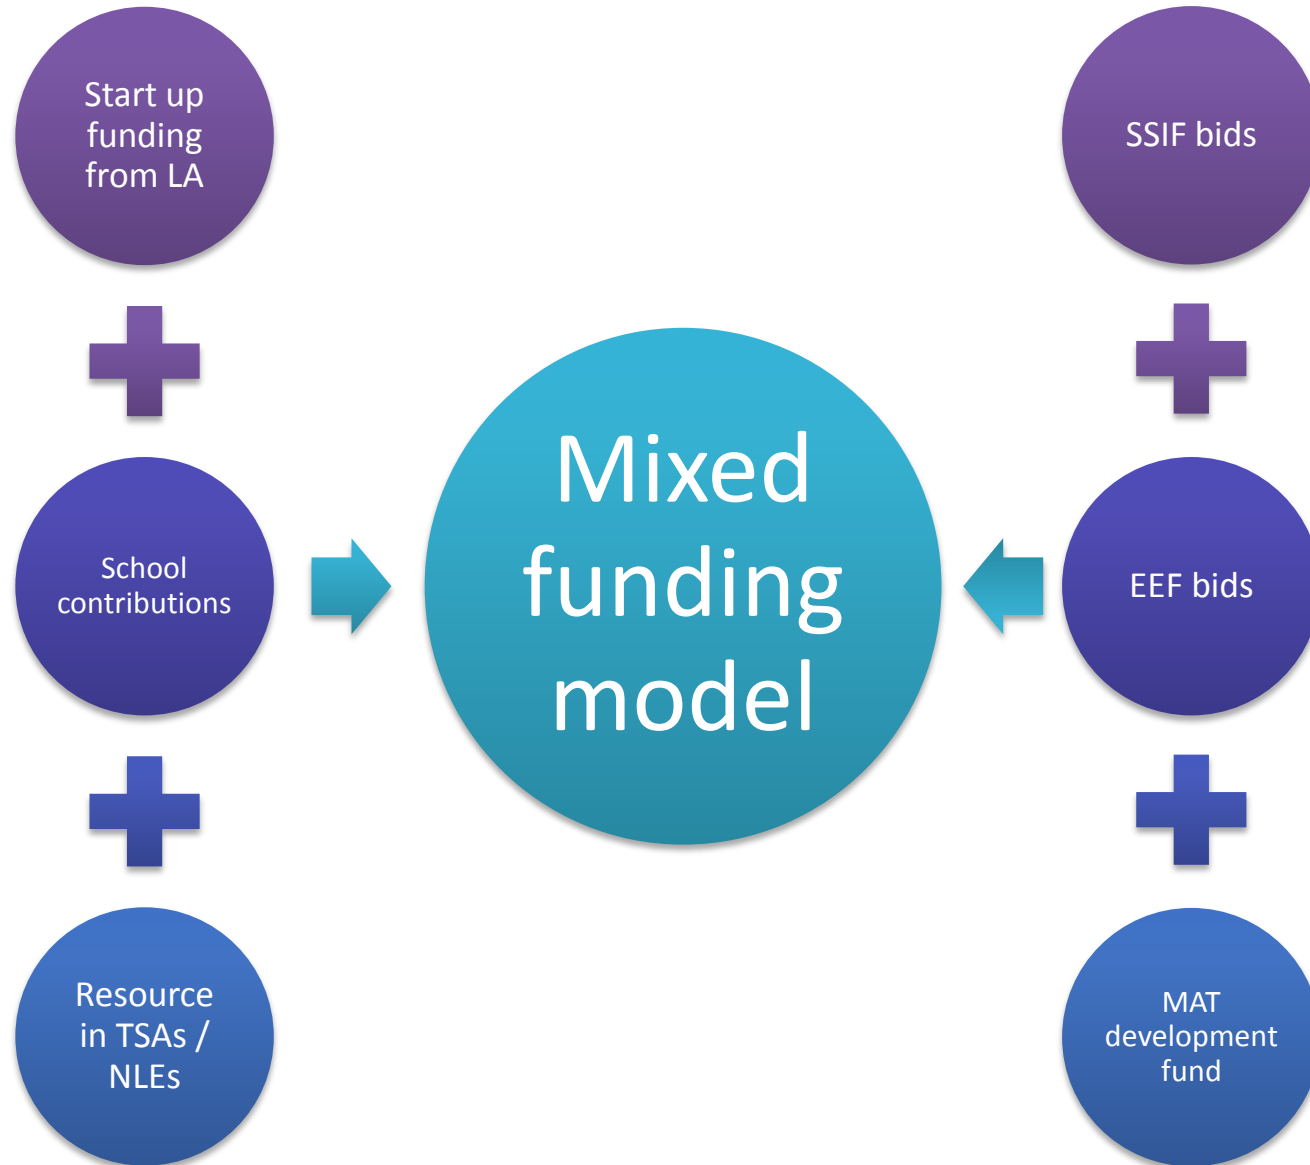 Start up
funding
from LA
School
contributions
Resource
in TSAs /
NLEs
Mixed
funding
model
SSIF bids
EEF bids
MAT
development
fund